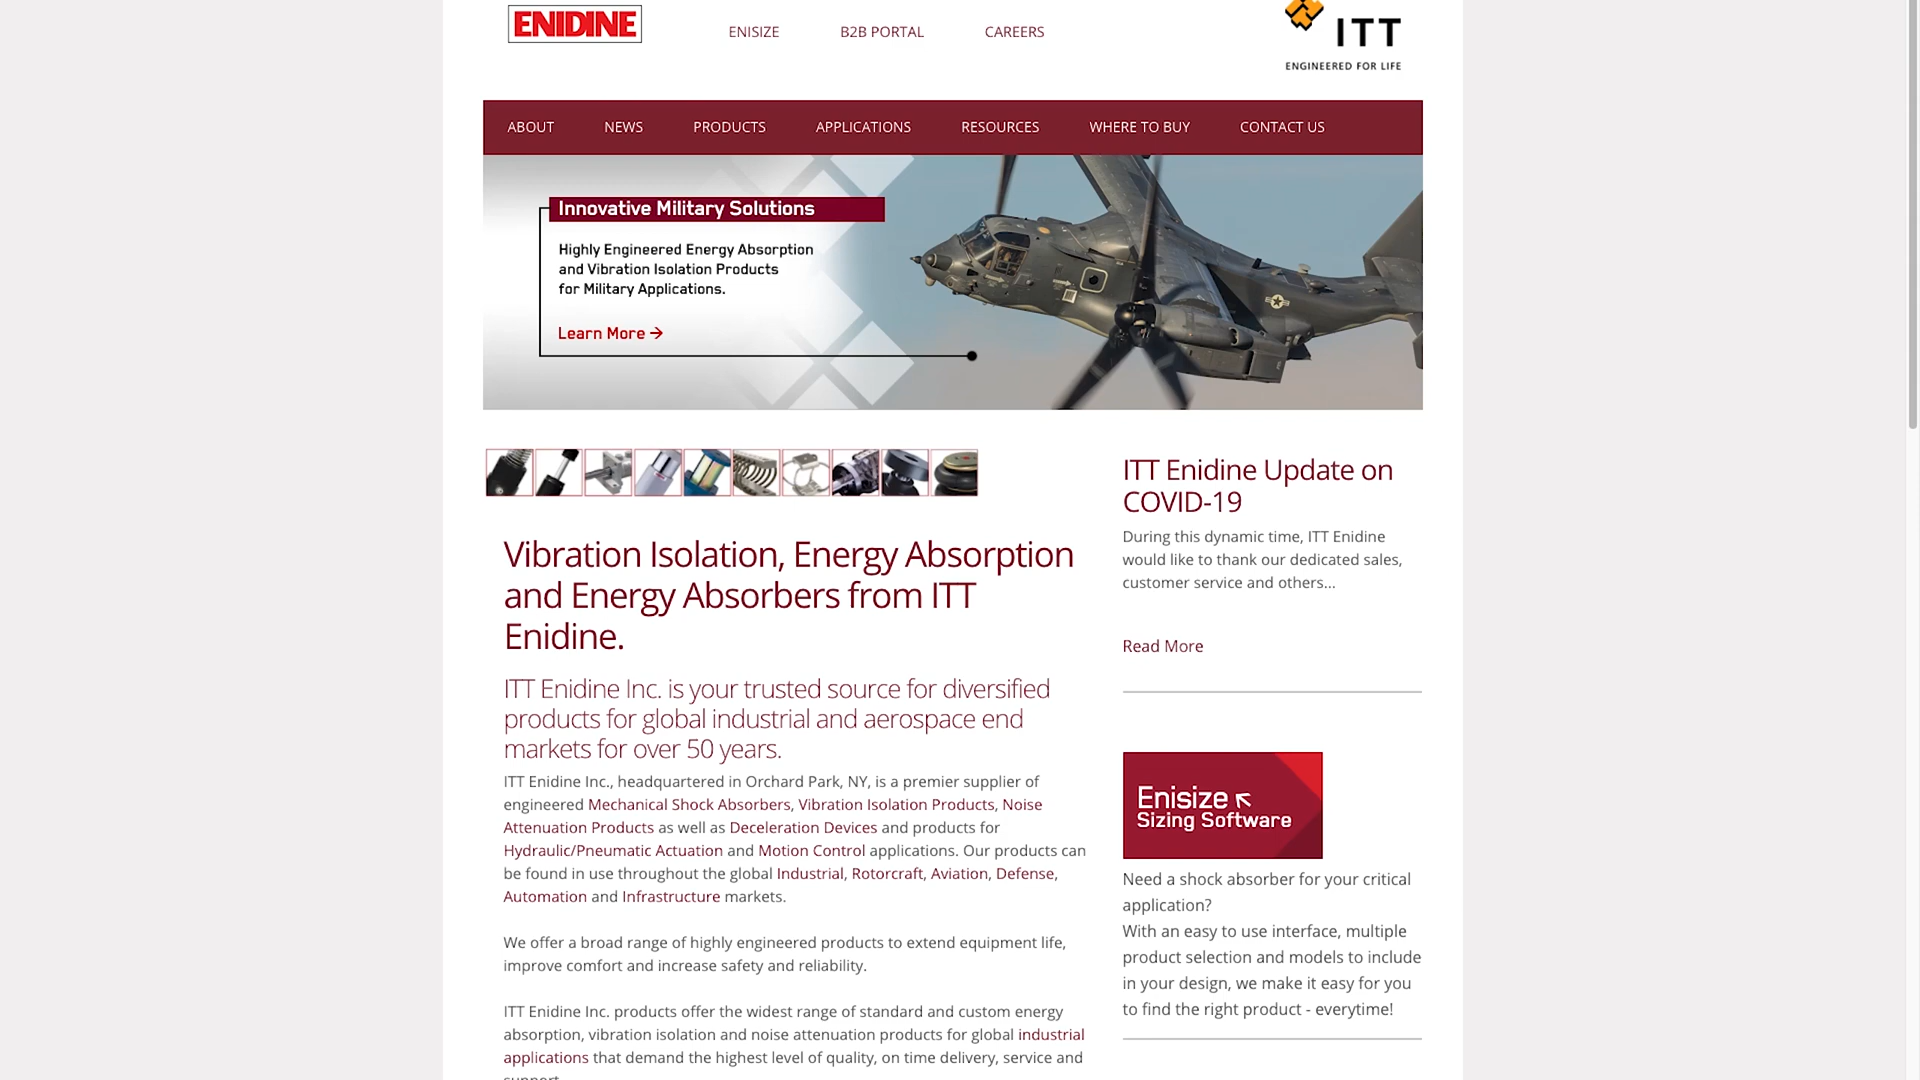 ENIDINE
ENISIZE
B2B PORTAL
CAREERS
ITT
ENGINEERED FOR LIFE
ABOUT
NEWS
PRODUCTS
APPLICATIONS
RESOURCES
WHERE TO BUY
CONTACT US
Innovative Military Solutions
Highly Engineered Energy Absorption
and Vibration Isolation Products
for Military Applications.
Learn More →
Vibration Isolation, Energy Absorption
and Energy Absorbers from ITT
Enidine.
ITT Enidine Inc. is your trusted source for diversified
products for global industrial and aerospace end
markets for over 50 years.
ITT Enidine Inc., headquartered in Orchard Park, NY, is a premier supplier of
engineered Mechanical Shock Absorbers, Vibration Isolation Products, Noise
Attenuation Products as well as Deceleration Devices and products for
Hydraulic/Pneumatic Actuation and Motion Control applications. Our products can
be found in use throughout the global Industrial, Rotorcraft, Aviation, Defense,
Automation and Infrastructure markets.
We offer a broad range of highly engineered products to extend equipment life,
improve comfort and increase safety and reliability.
ITT Enidine Inc. products offer the widest range of standard and custom energy
absorption, vibration isolation and noise attenuation products for global industrial
applications that demand the highest level of quality, on time delivery, service and
support.
ITT Enidine Update on
COVID-19
During this dynamic time, ITT Enidine
would like to thank our dedicated sales,
customer service and others...
Read More
Enisize
Sizing Software
Need a shock absorber for your critical
application?
With an easy to use interface, multiple
product selection and models to include
in your design, we make it easy for you
to find the right product - everytime!